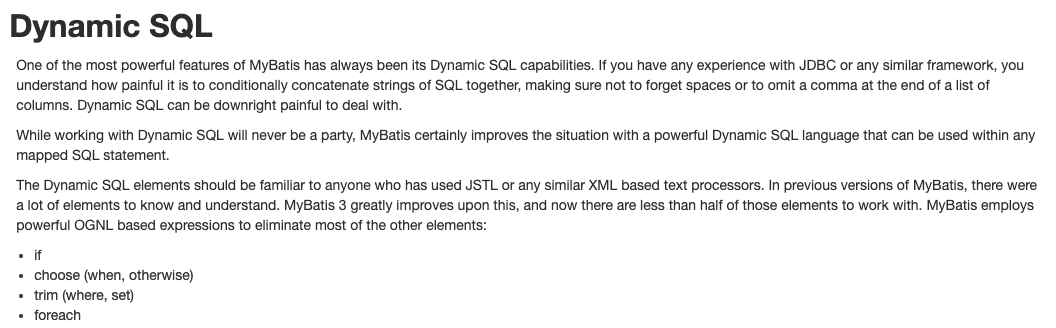 Dynamic SQL
One of the most powerful features of MyBatis has always been its Dynamic SQL capabilities. If you have any experience with JDBC or any similar framework, you
understand how painful it is to conditionally concatenate strings of SQL together, making sure not to forget spaces or to omit a comma at the end of a list of
columns. Dynamic SQL can be downright painful to deal with.
While working with Dynamic SQL will never be a party, MyBatis certainly improves the situation with a powerful Dynamic SQL language that can be used within any
mapped SQL statement.
The Dynamic SQL elements should be familiar to anyone who has used JSTL or any similar XML based text processors. In previous versions of MyBatis, there were
a lot of elements to know and understand. MyBatis 3 greatly improves upon this, and now there are less than half of those elements to work with. MyBatis employs
powerful OGNL based expressions to eliminate most of the other elements:
• if
• choose (when, otherwise)
• trim (where, set)
• foreach